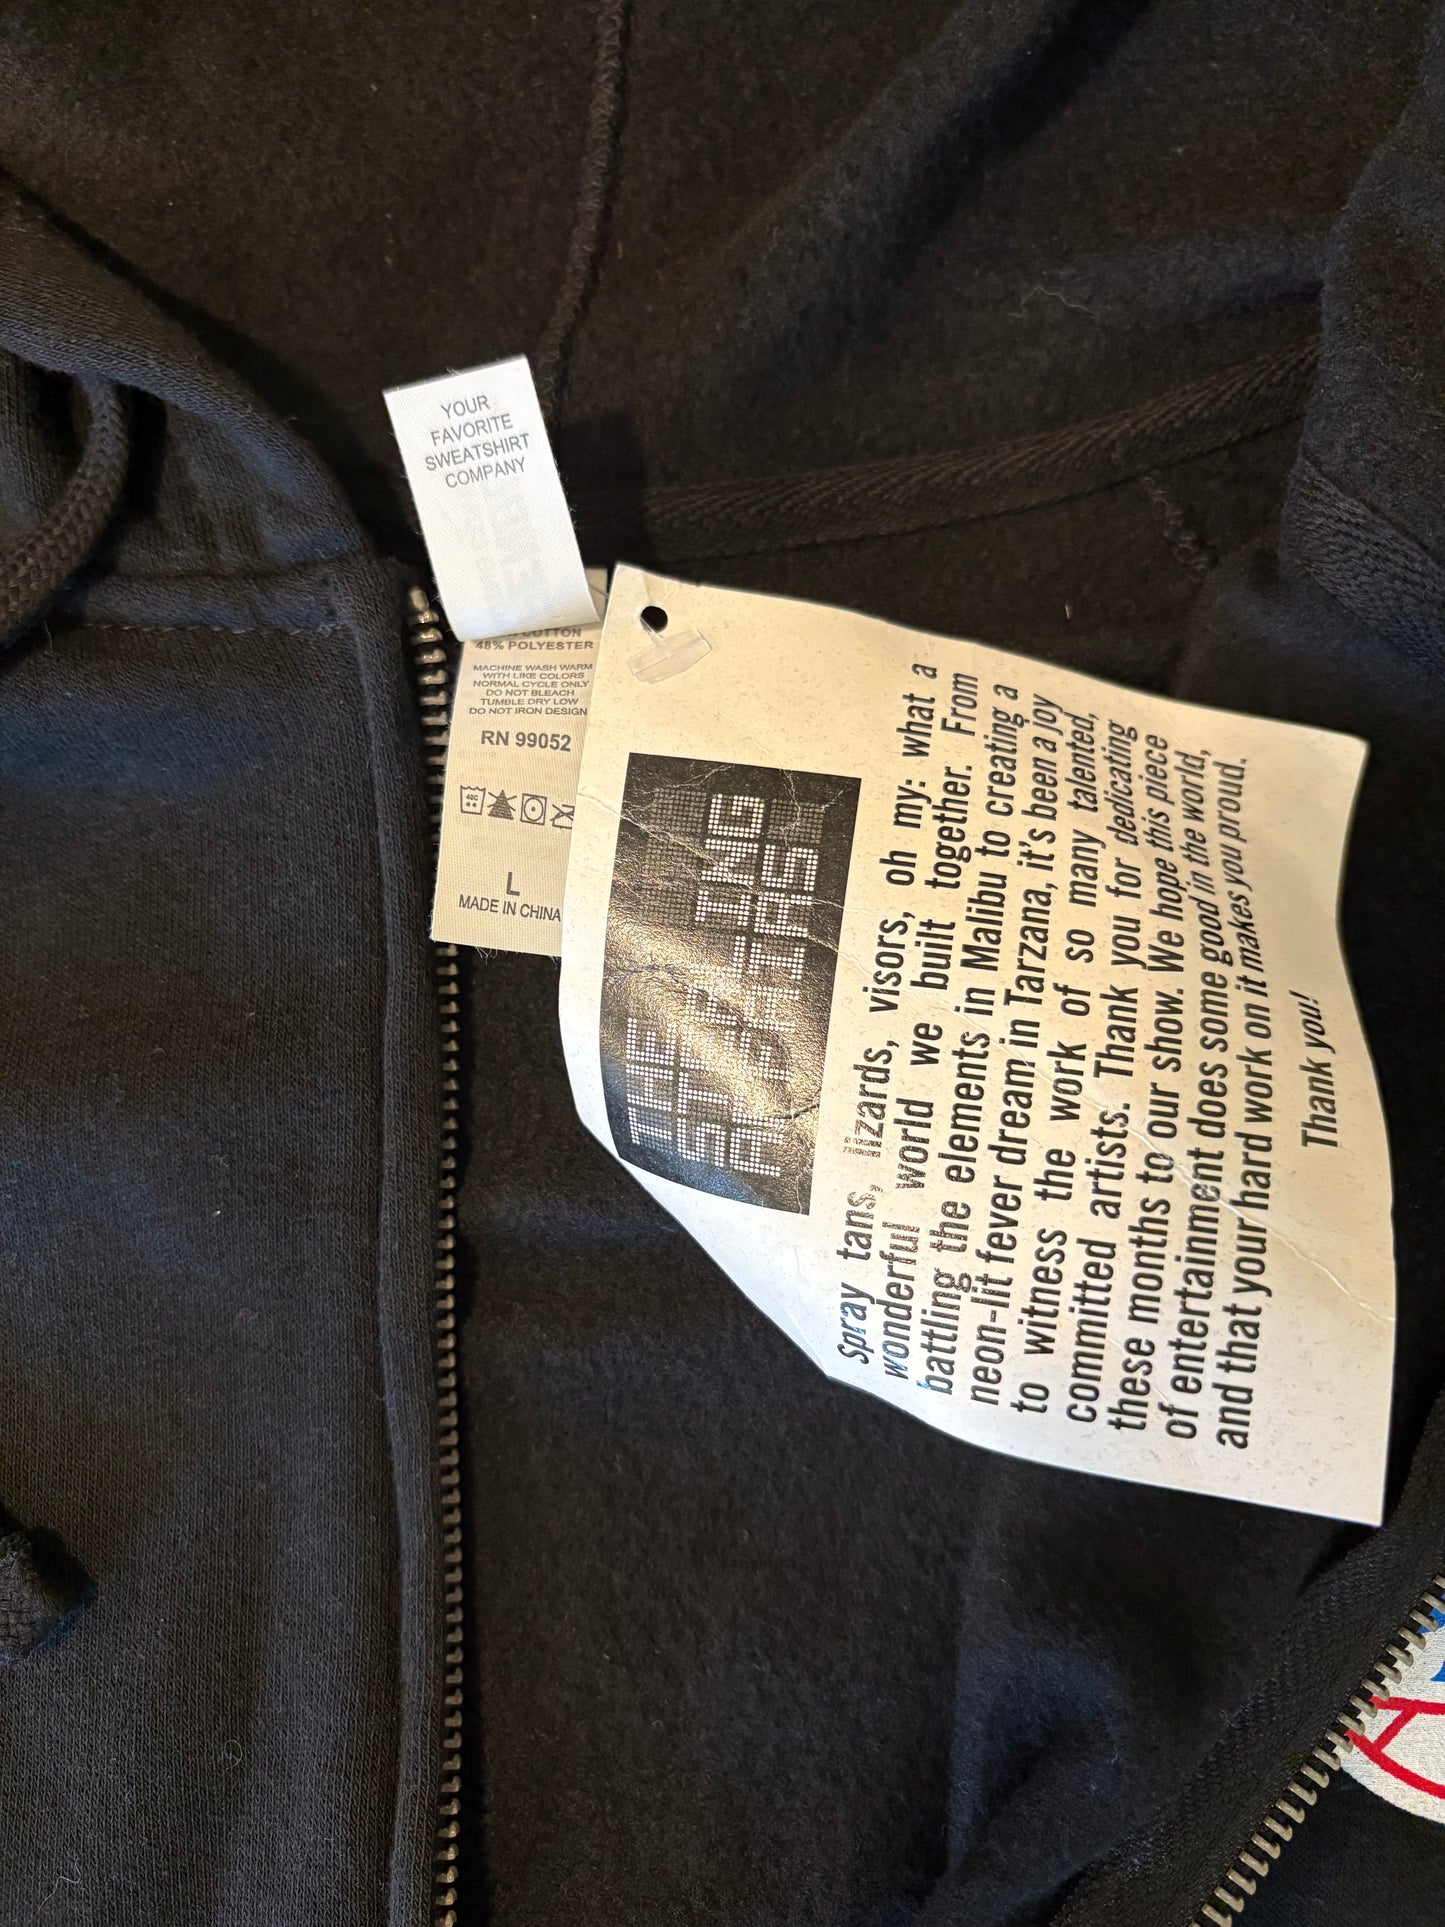 YOUR
FAVORITE
SWEATSHIRT
COMPANY
COTTON
48% POLYESTER
MACHINE WASH WARM
WITH LIKE COLORS
NORMAL CYCLE ONLY
DO NOT BLEACH
TUMBLE DRY LOW
DO NOT IRON DESIGN
RN 99052
40C
L
MADE IN CHINA
THE
STERLING
AFFAIRS
Spray tans, lizards, visors, oh my: what a
wonderful world we built together. From
battling the elements in Malibu to creating a
neon-lit fever dream in Tarzana, it's been a joy
to witness the work of so many talented,
committed artists. Thank you for dedicating
these months to our show. We hope this piece
of entertainment does some good in the world,
and that your hard work on it makes you proud.
Thank you!